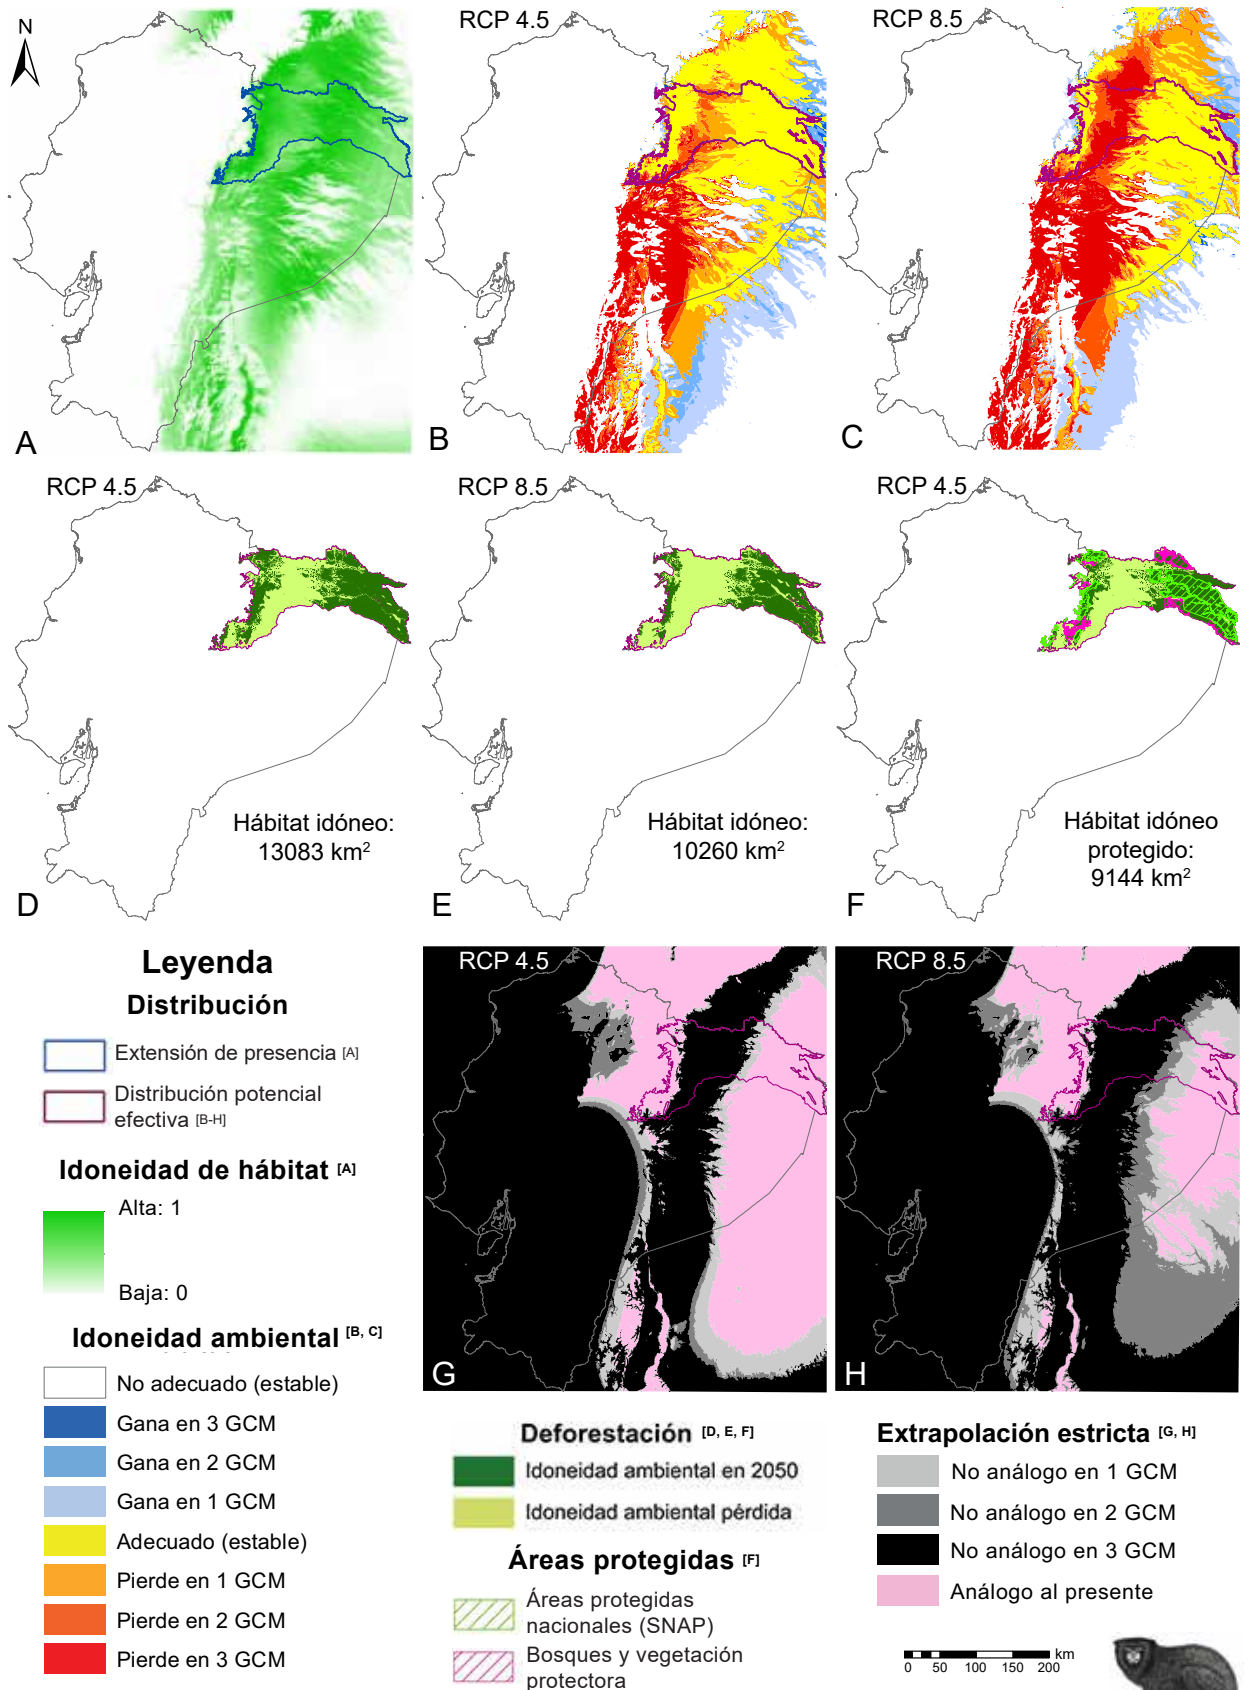 N
RCP 4.5
RCP 8.5
A
B
C
RCP 4.5
RCP 8.5
RCP 4.5
Hábitat idóneo:
13083 km²
Hábitat idóneo:
10260 km²
Hábitat idóneo
protegido:
9144 km²
D
E
F
RCP 4.5
RCP 8.5
G
H
Leyenda
Distribución
Extensión de presencia [A]
Distribución potencial
efectiva [B-H]
Idoneidad de hábitat [A]
Alta: 1
Baja: 0
Idoneidad ambiental [B, C]
No adecuado (estable)
Gana en 3 GCM
Gana en 2 GCM
Gana en 1 GCM
Adecuado (estable)
Pierde en 1 GCM
Pierde en 2 GCM
Pierde en 3 GCM
Deforestación [D, E, F]
Idoneidad ambiental en 2050
Idoneidad ambiental pérdida
Áreas protegidas [F]
Áreas protegidas
nacionales (SNAP)
Bosques y vegetación
protectora
Extrapolación estricta [G, H]
No análogo en 1 GCM
No análogo en 2 GCM
No análogo en 3 GCM
Análogo al presente
km
0 50 100 150 200